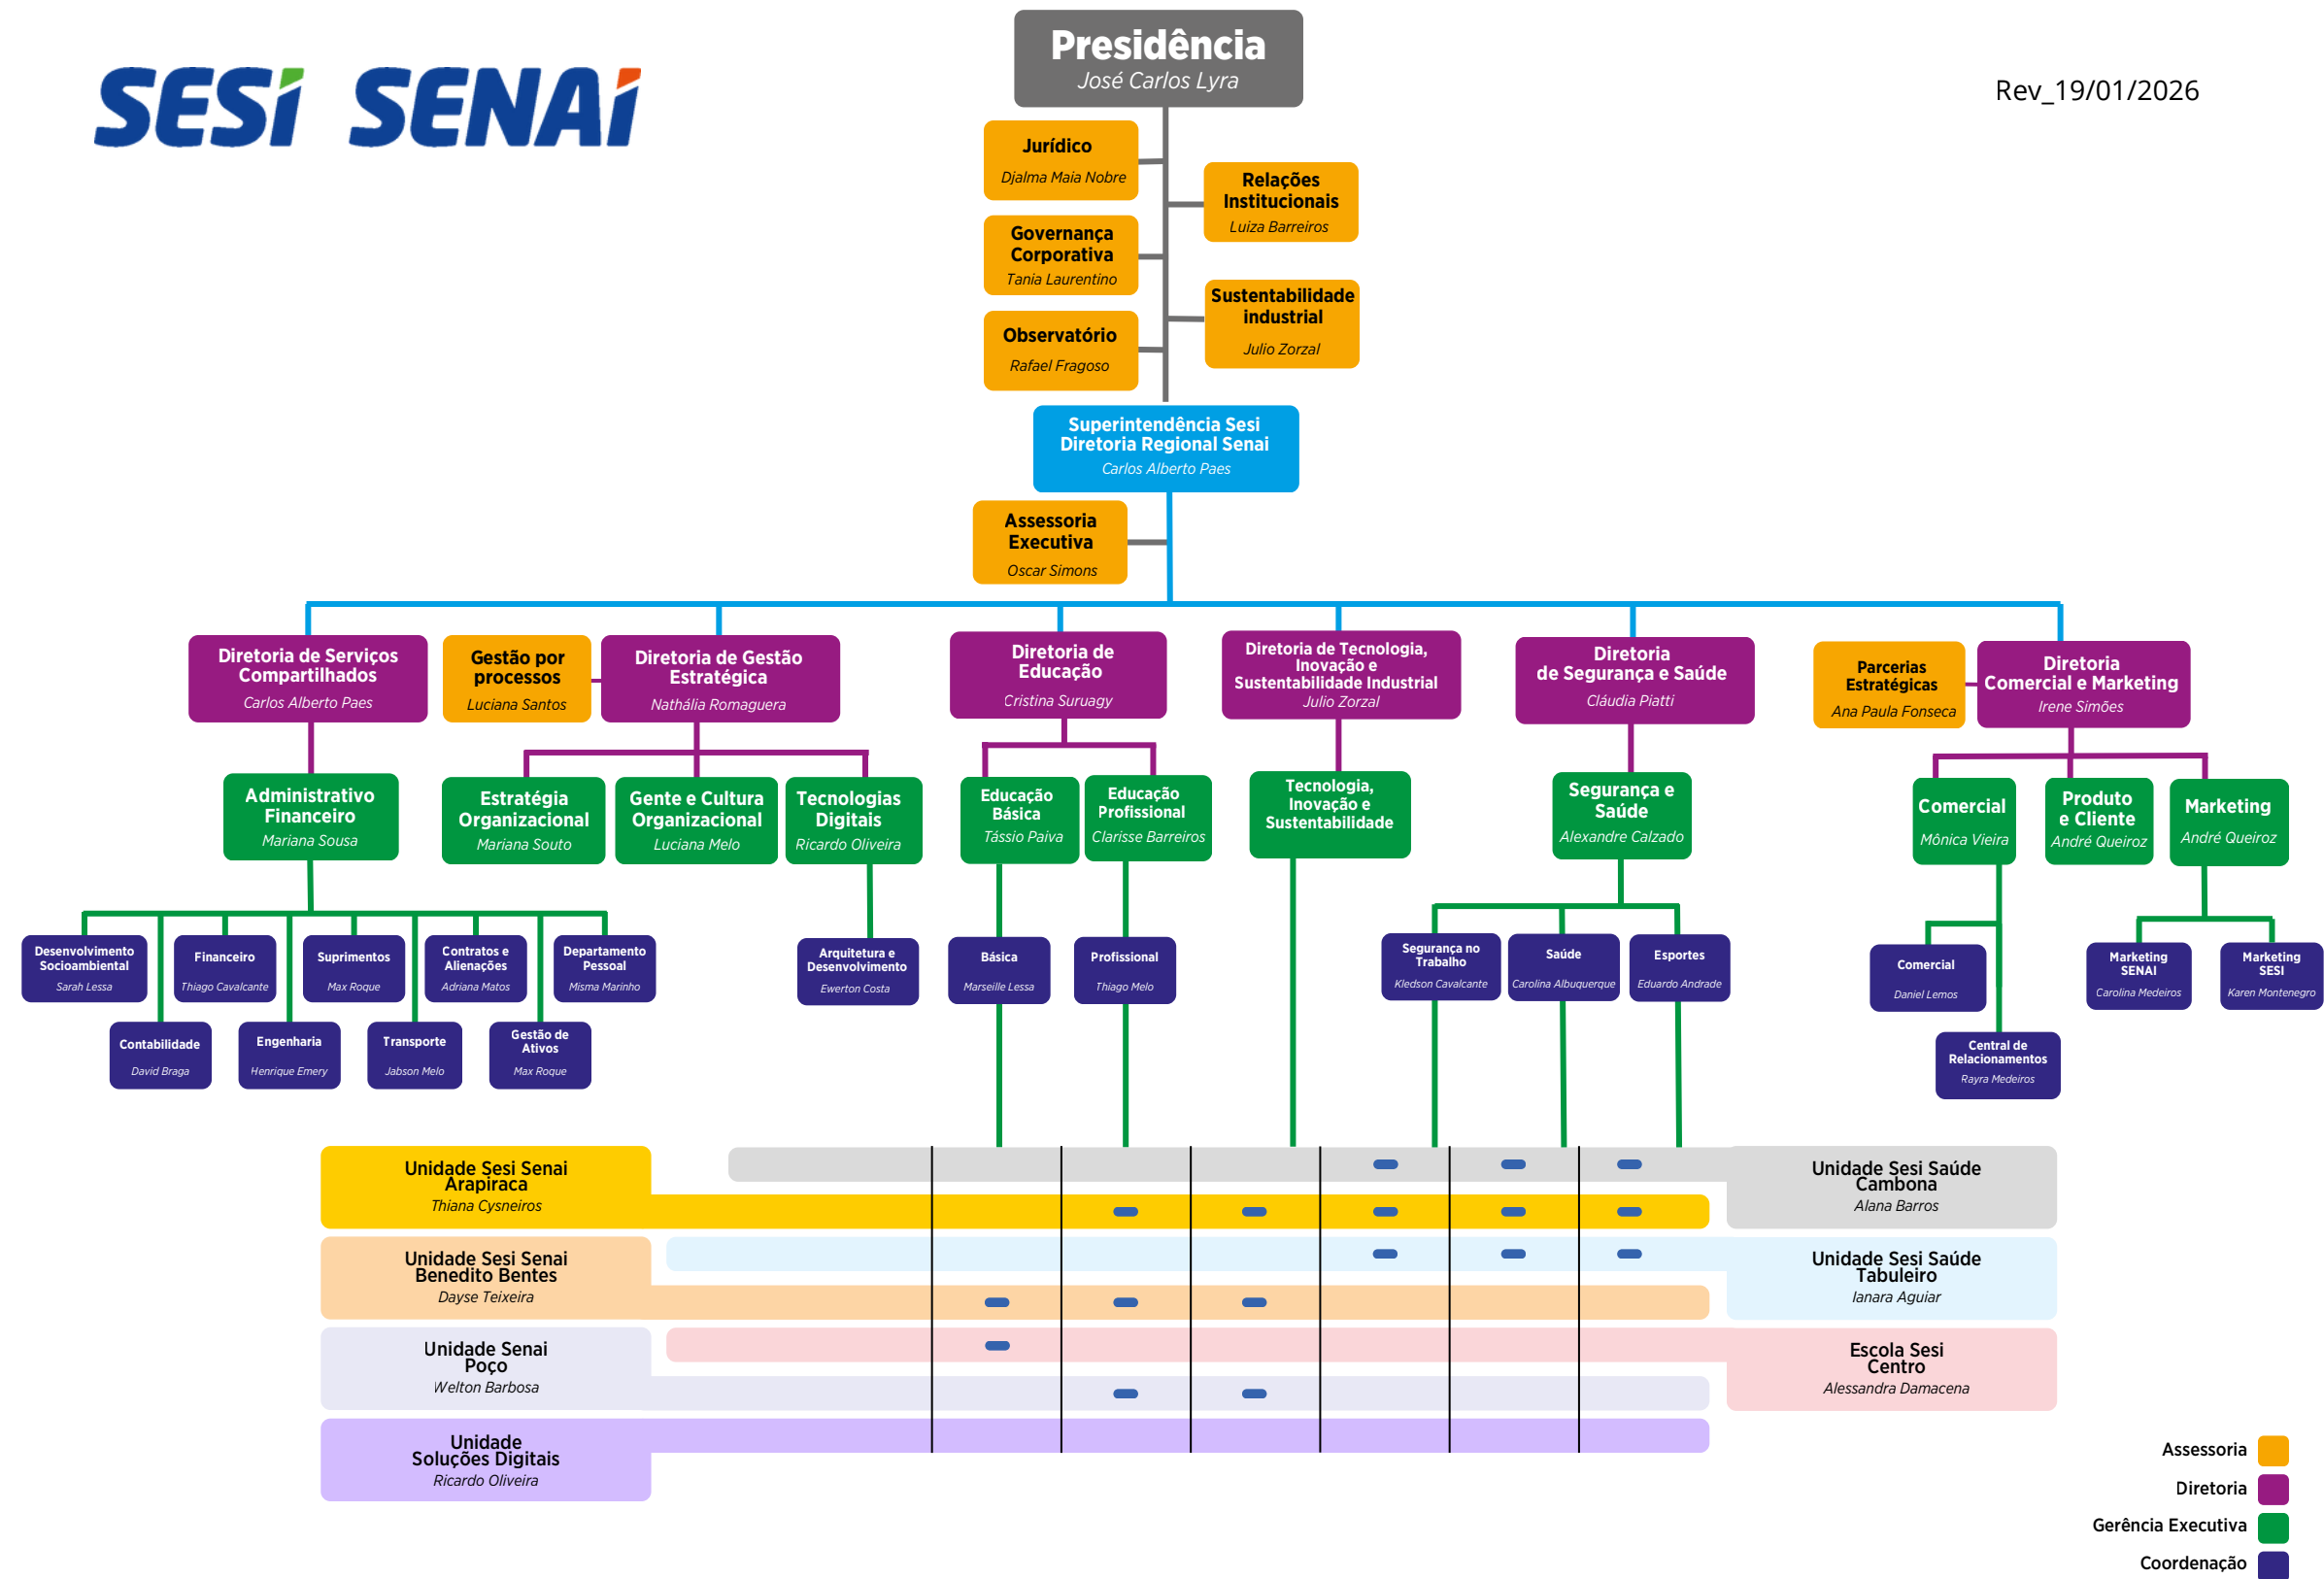 SESI SENAI
Rev_19/01/2026
Presidência
José Carlos Lyra
Jurídico
Djalma Maia Nobre
Relações
Institucionais
Luiza Barreiros
Governança
Corporativa
Tania Laurentino
Sustentabilidade
industrial
Julio Zorzal
Observatório
Rafael Fragoso
Superintendência Sesi
Diretoria Regional Senai
Carlos Alberto Paes
Assessoria
Executiva
Oscar Simons
Diretoria de Serviços
Compartilhados
Carlos Alberto Paes
Gestão por
processos
Luciana Santos
Diretoria de Gestão
Estratégica
Nathália Romaguera
Diretoria de
Educação
Cristina Suruagy
Diretoria de Tecnologia,
Inovação e
Sustentabilidade Industrial
Julio Zorzal
Diretoria
de Segurança e Saúde
Cláudia Piatti
Parcerias
Estratégicas
Ana Paula Fonseca
Diretoria
Comercial e Marketing
Irene Simões
Administrativo
Financeiro
Mariana Sousa
Estratégia
Organizacional
Mariana Souto
Gente e Cultura
Organizacional
Luciana Melo
Tecnologias
Digitais
Ricardo Oliveira
Educação
Básica
Tássio Paiva
Educação
Profissional
Clarisse Barreiros
Tecnologia,
Inovação e
Sustentabilidade
Segurança e
Saúde
Alexandre Calzado
Comercial
Mônica Vieira
Produto
e Cliente
André Queiroz
Marketing
André Queiroz
Desenvolvimento
Socioambiental
Sarah Lessa
Financeiro
Thiago Cavalcante
Suprimentos
Max Roque
Contratos e
Alienações
Adriana Matos
Departamento
Pessoal
Misma Marinho
Arquitetura e
Desenvolvimento
Ewerton Costa
Básica
Marseille Lessa
Profissional
Thiago Melo
Segurança no
Trabalho
Kledson Cavalcante
Saúde
Carolina Albuquerque
Esportes
Eduardo Andrade
Comercial
Daniel Lemos
Marketing
SENAI
Carolina Medeiros
Marketing
SESI
Karen Montenegro
Contabilidade
David Braga
Engenharia
Henrique Emery
Transporte
Jabson Melo
Gestão de
Ativos
Max Roque
Central de
Relacionamentos
Rayra Medeiros
Unidade Sesi Senai
Arapiraca
Thiana Cysneiros
Unidade Sesi Saúde
Cambona
Alana Barros
Unidade Sesi Senai
Benedito Bentes
Dayse Teixeira
Unidade Sesi Saúde
Tabuleiro
Ianara Aguiar
Unidade Senai
Poço
Welton Barbosa
Escola Sesi
Centro
Alessandra Damacena
Unidade
Soluções Digitais
Ricardo Oliveira
Assessoria
Diretoria
Gerência Executiva
Coordenação